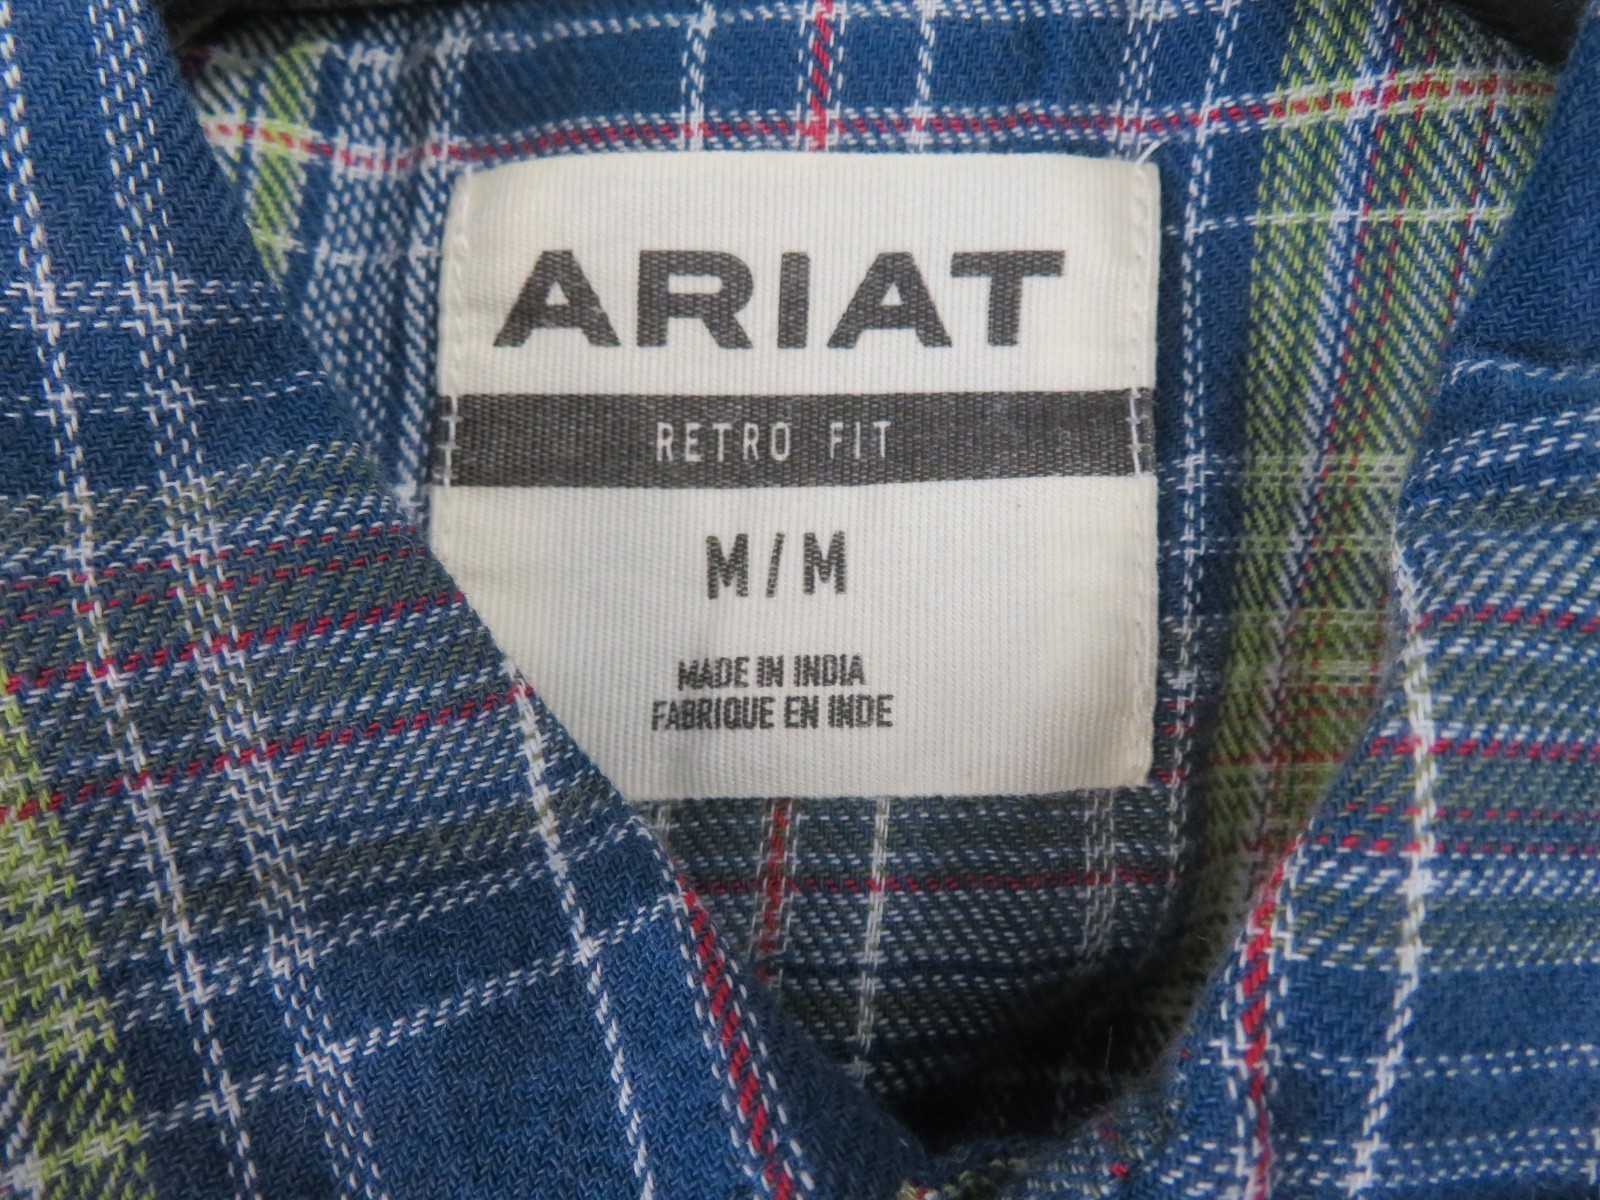 ARIAT
RETRO FIT
M/M
MADE IN INDIA
FABRIQUE EN INDE